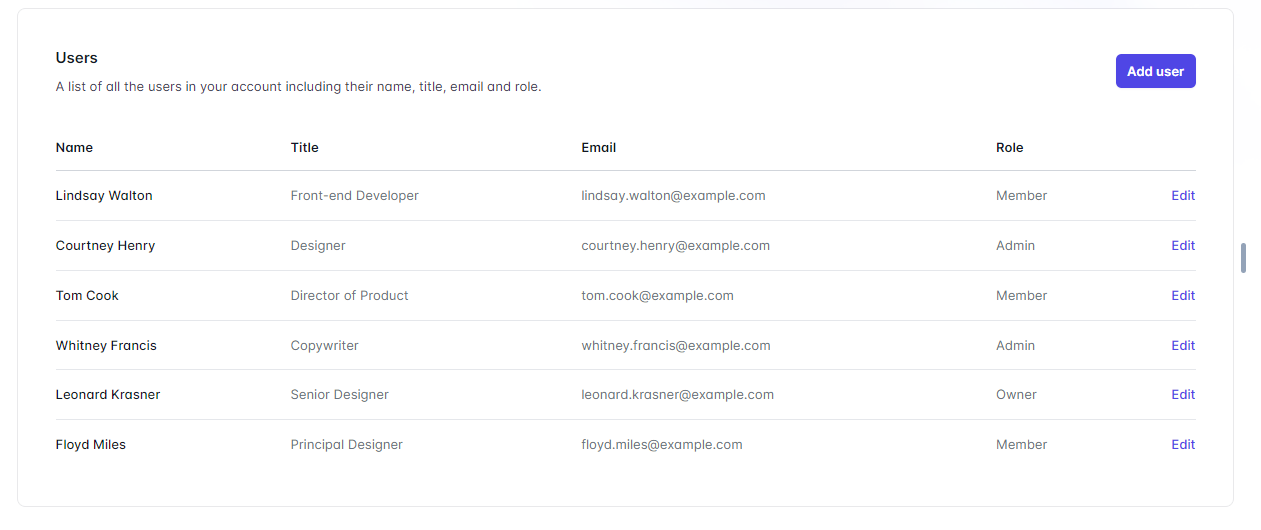 Users
A list of all the users in your account including their name, title, email and role.
Add user
Name Title Email Role
Lindsay Walton Front-end Developer lindsay.walton@example.com Member Edit
Courtney Henry Designer courtney.henry@example.com Admin Edit
Tom Cook Director of Product tom.cook@example.com Member Edit
Whitney Francis Copywriter whitney.francis@example.com Admin Edit
Leonard Krasner Senior Designer leonard.krasner@example.com Owner Edit
Floyd Miles Principal Designer floyd.miles@example.com Member Edit